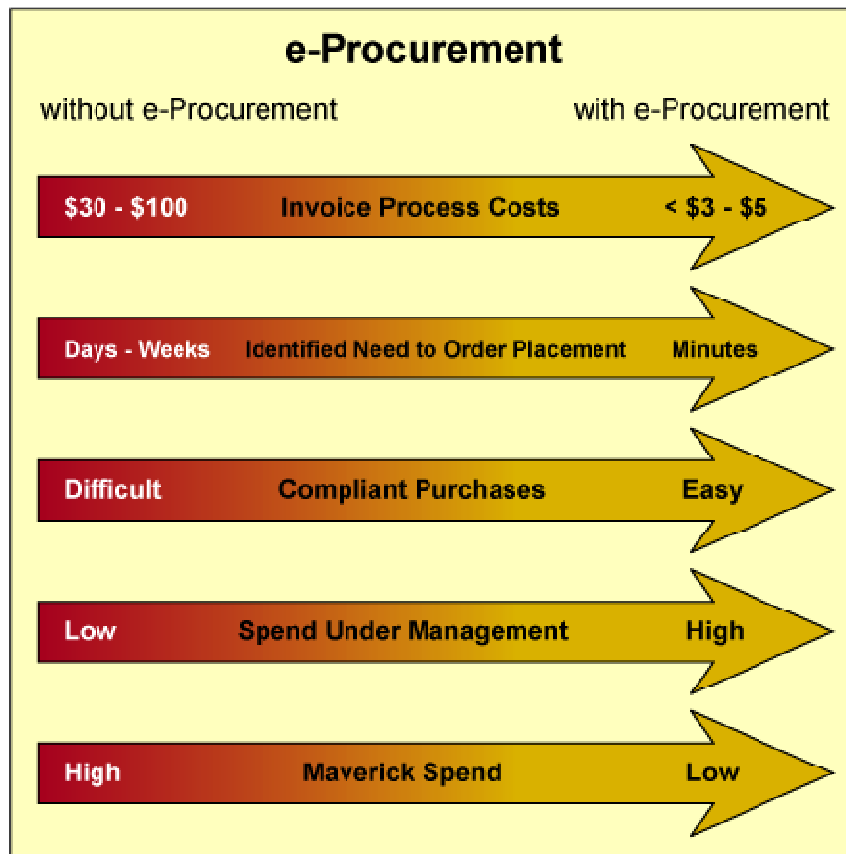 e-Procurement
without e-Procurement with e-Procurement
$30 - $100 Invoice Process Costs < $3 - $5
Days - Weeks Identified Need to Order Placement Minutes
Difficult Compliant Purchases Easy
Low Spend Under Management High
High Maverick Spend Low